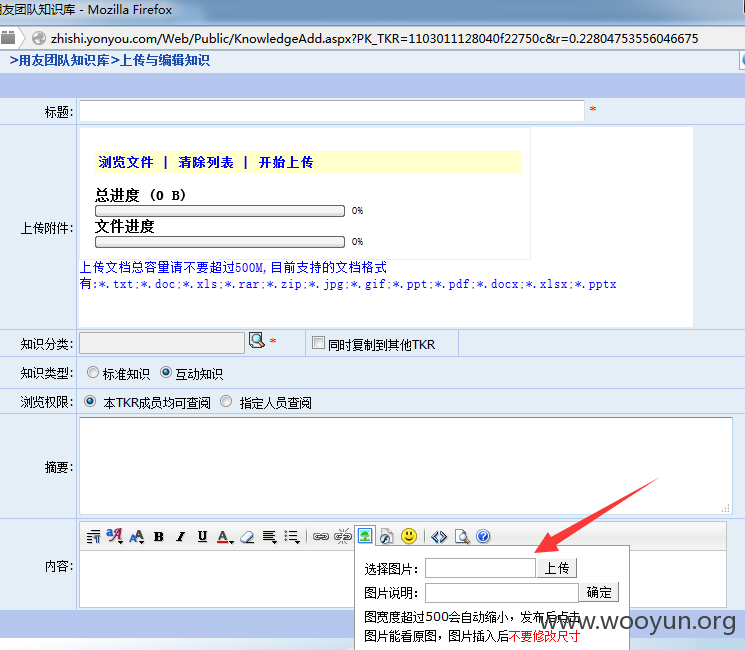 用友团队知识库 - Mozilla Firefox
zhishi.yonyou.com/Web/Public/KnowledgeAdd.aspx?PK_TKR=1103011128040f22750c&r=0.22804753556046675
>用友团队知识库>上传与编辑知识
标题: *
浏览文件 | 清除列表 | 开始上传
总进度 (0 B)
0%
文件进度
0%
上传附件:
上传文档总容量请不要超过500M,目前支持的文档格式
有:*.txt;*.doc;*.xls;*.rar;*.zip;*.jpg;*.gif;*.ppt;*.pdf;*.docx;*.xlsx;*.pptx
知识分类: * 同时复制到其他TKR
知识类型: 标准知识 互动知识
浏览权限: 本TKR成员均可查阅 指定人员查阅
摘要:
内容:
选择图片: 上传
图片说明: 确定
图宽度超过500会自动缩小，发布后点击
图片能看原图，图片插入后不要修改尺寸
www.wooyun.org